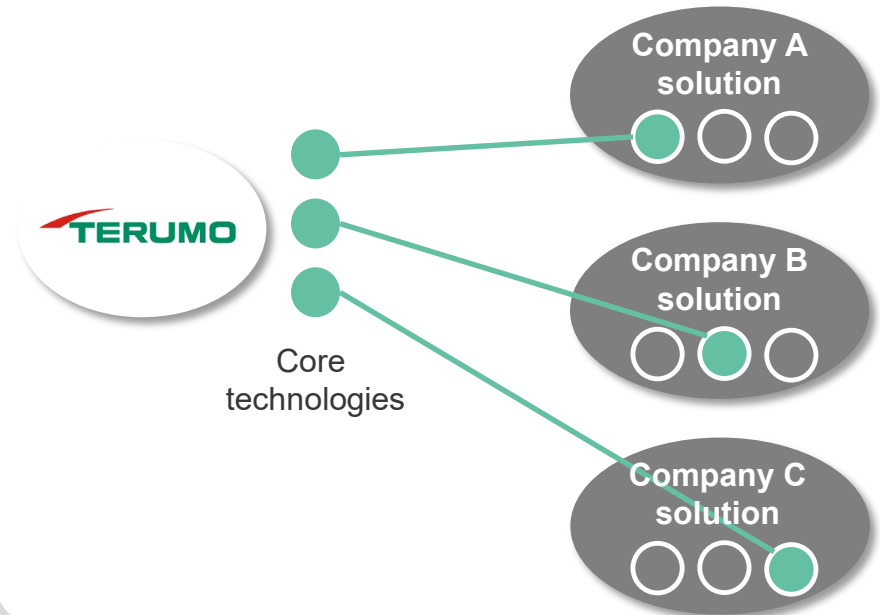 TERUMO
Core
technologies
Company A
solution
Company B
solution
Company C
solution